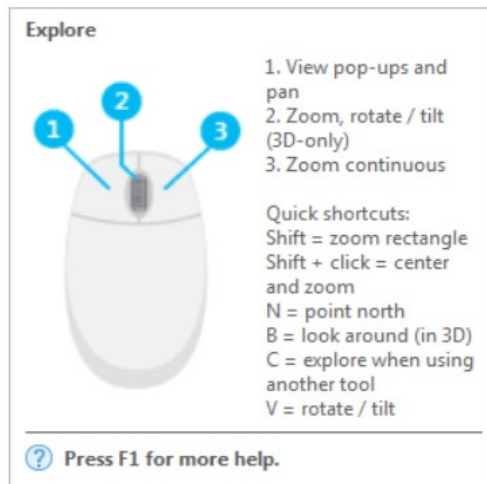 Explore
1
2
3
1. View pop-ups and
pan
2. Zoom, rotate / tilt
(3D-only)
3. Zoom continuous
Quick shortcuts:
Shift = zoom rectangle
Shift + click = center
and zoom
N = point north
B = look around (in 3D)
C = explore when using
another tool
V = rotate / tilt
? Press F1 for more help.